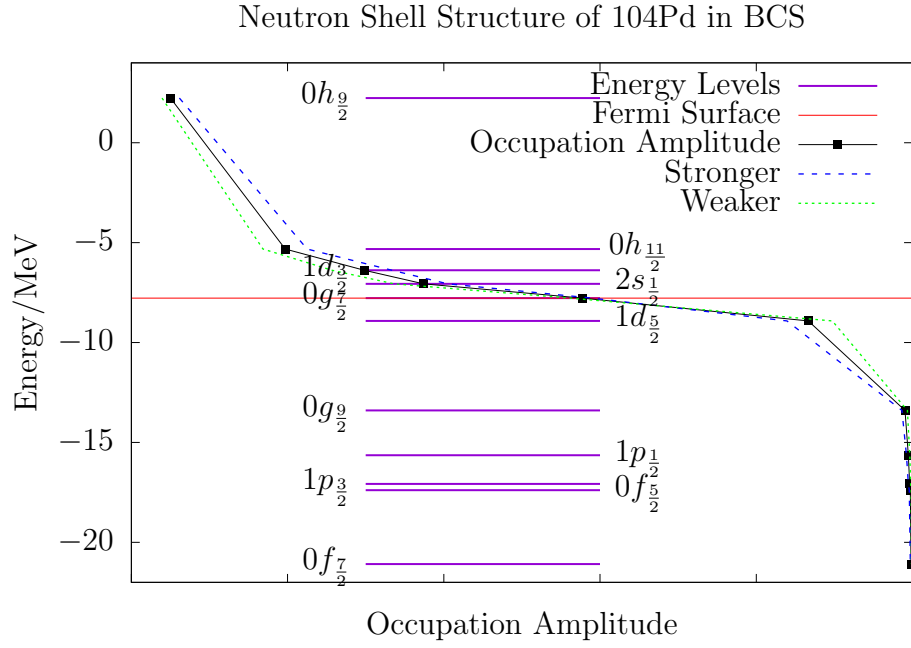 Neutron Shell Structure of 104Pd in BCS
Energy/MeV
0
−5
−10
−15
−20
Energy Levels
Fermi Surface
Occupation Amplitude
Stronger
Weaker
0h9/2
0h11/2
1d3/2
2s1/2
0g7/2
1d5/2
0g9/2
1p1/2
1p3/2
0f5/2
0f7/2
Occupation Amplitude